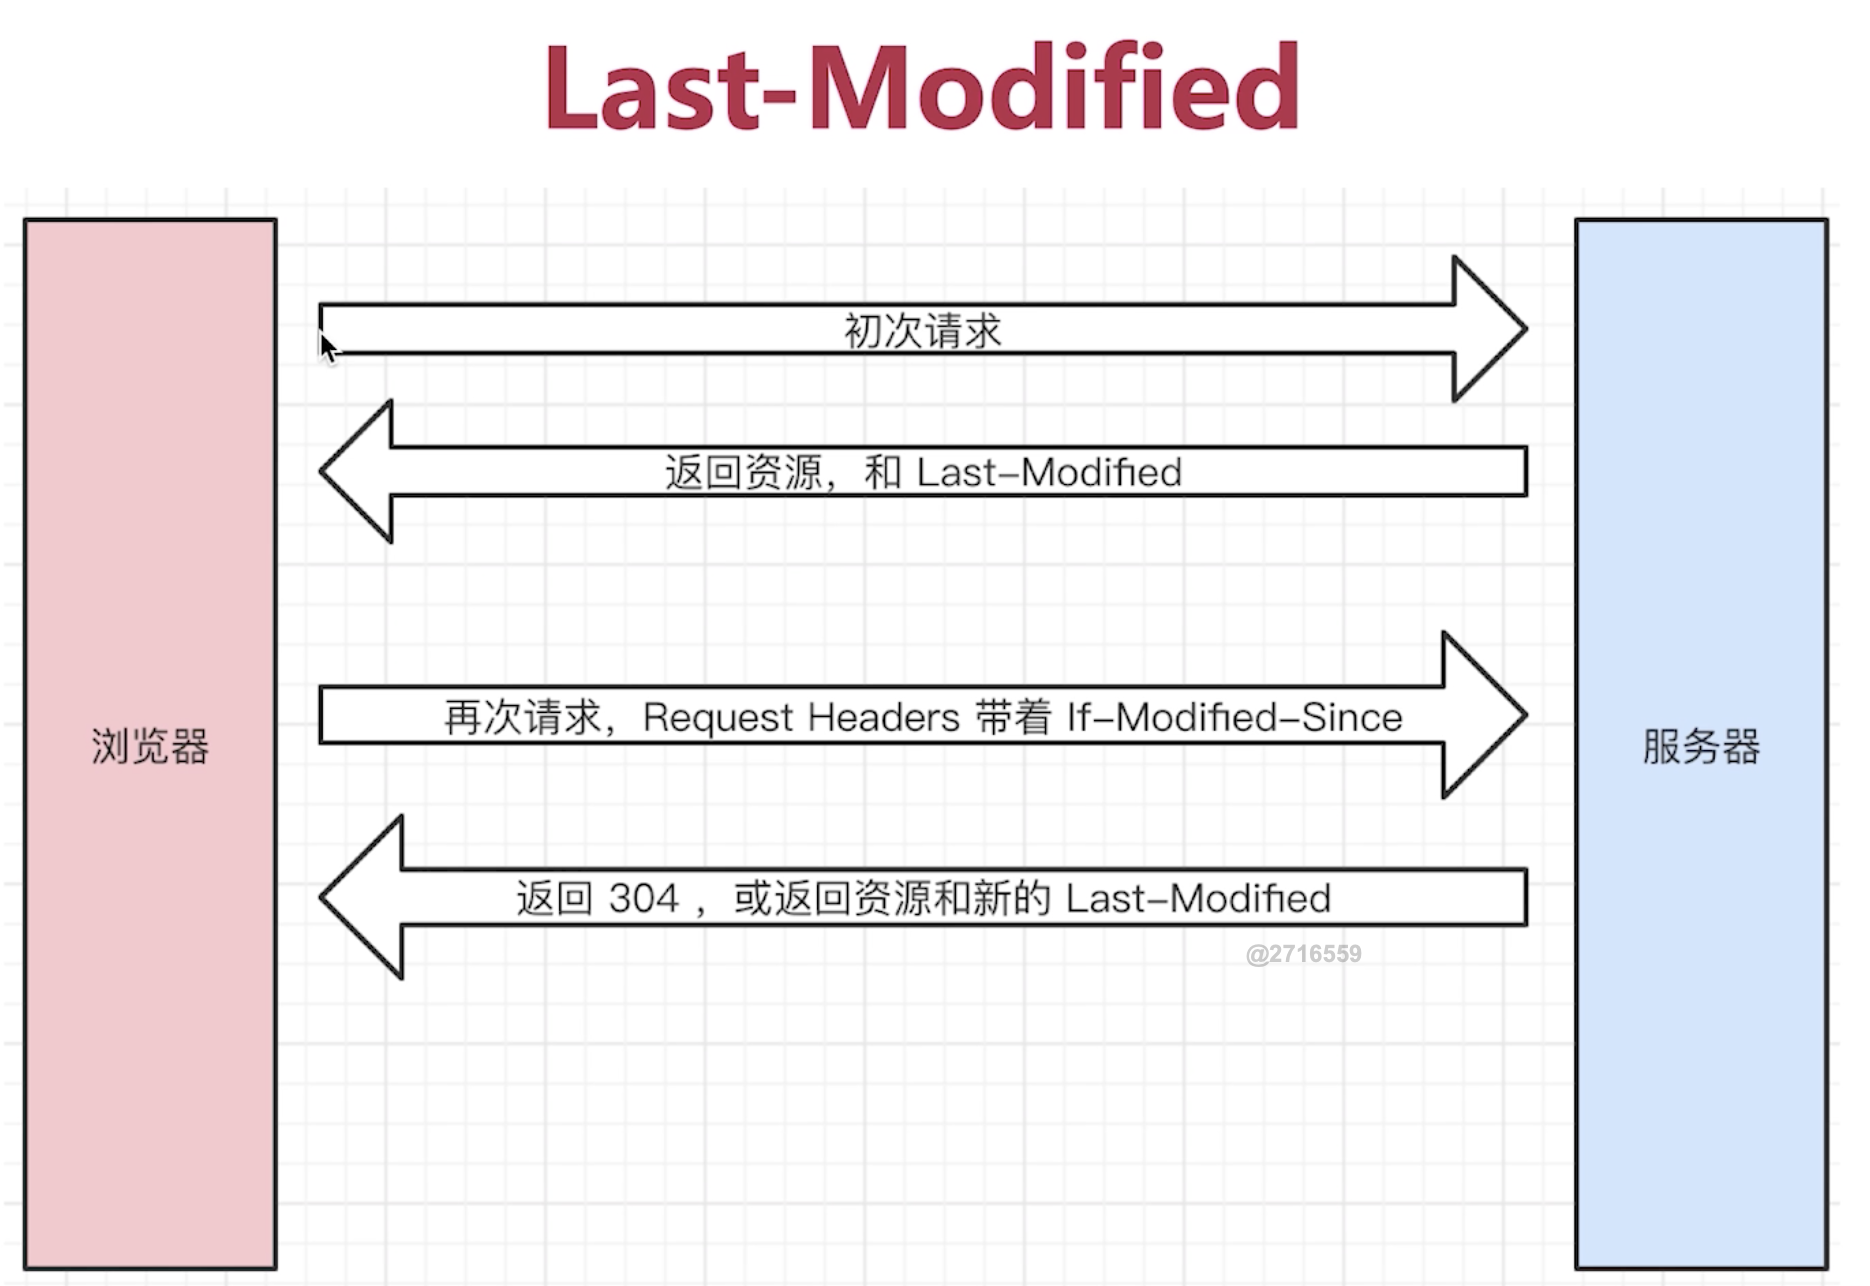 Last-Modified
初次请求
返回资源，和 Last-Modified
再次请求，Request Headers 带着 If-Modified-Since
浏览器
服务器
返回 304 ，或返回资源和新的 Last-Modified
@2716559